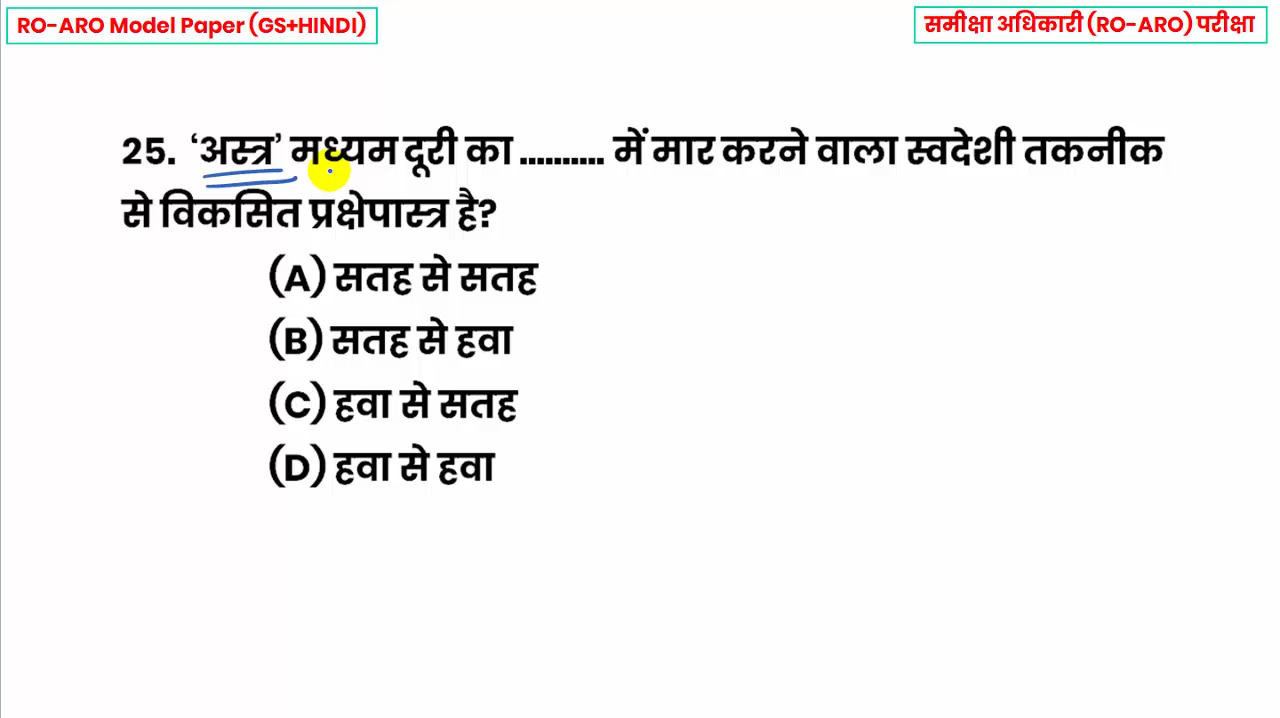 RO-ARO Model Paper (GS+HINDI)
समीक्षा अधिकारी (RO-ARO) परीक्षा
25. ‘अस्त्र’ मध्यम दूरी का .......... में मार करने वाला स्वदेशी तकनीक
से विकसित प्रक्षेपास्त्र है?
(A) सतह से सतह
(B) सतह से हवा
(C) हवा से सतह
(D) हवा से हवा